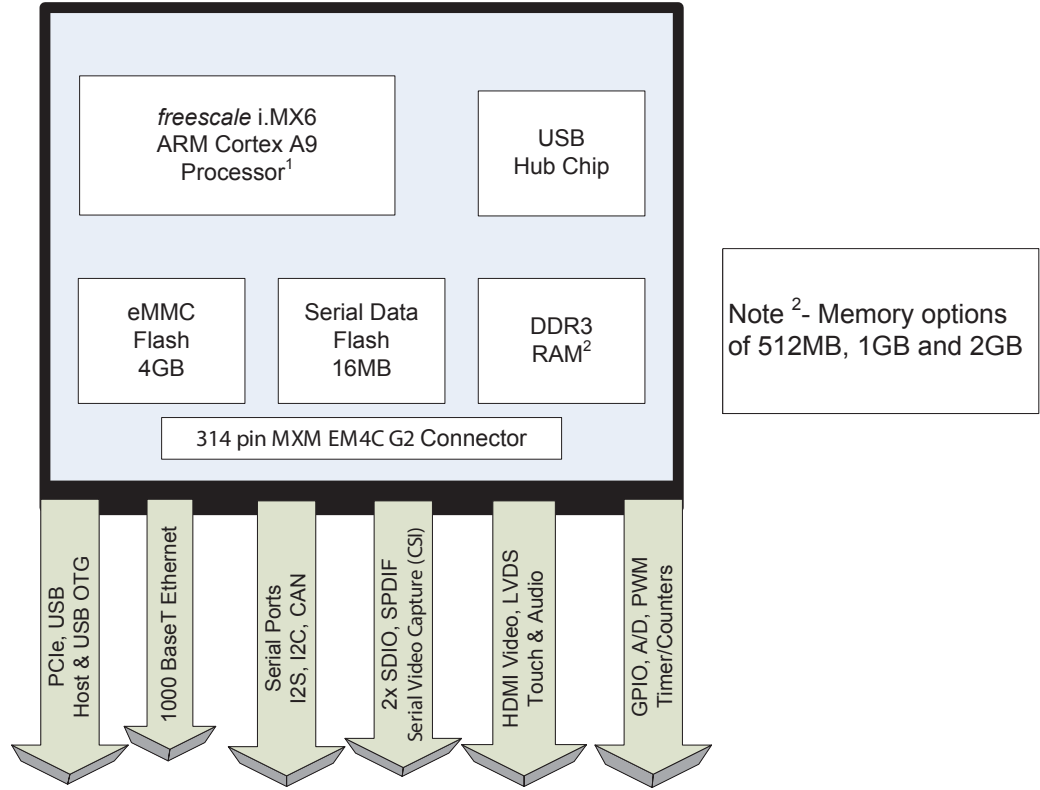 freescale i.MX6
ARM Cortex A9
Processor1
USB
Hub Chip
eMMC
Flash
4GB
Serial Data
Flash
16MB
DDR3
RAM2
Note 2- Memory options
of 512MB, 1GB and 2GB
314 pin MXM EM4C G2 Connector
PCIe, USB
Host & USB OTG
1000 BaseT Ethernet
Serial Ports
I2S, I2C, CAN
2x SDIO, SPDIF
Serial Video Capture (CSI)
HDMI Video, LVDS
Touch & Audio
GPIO, A/D, PWM
Timer/Counters